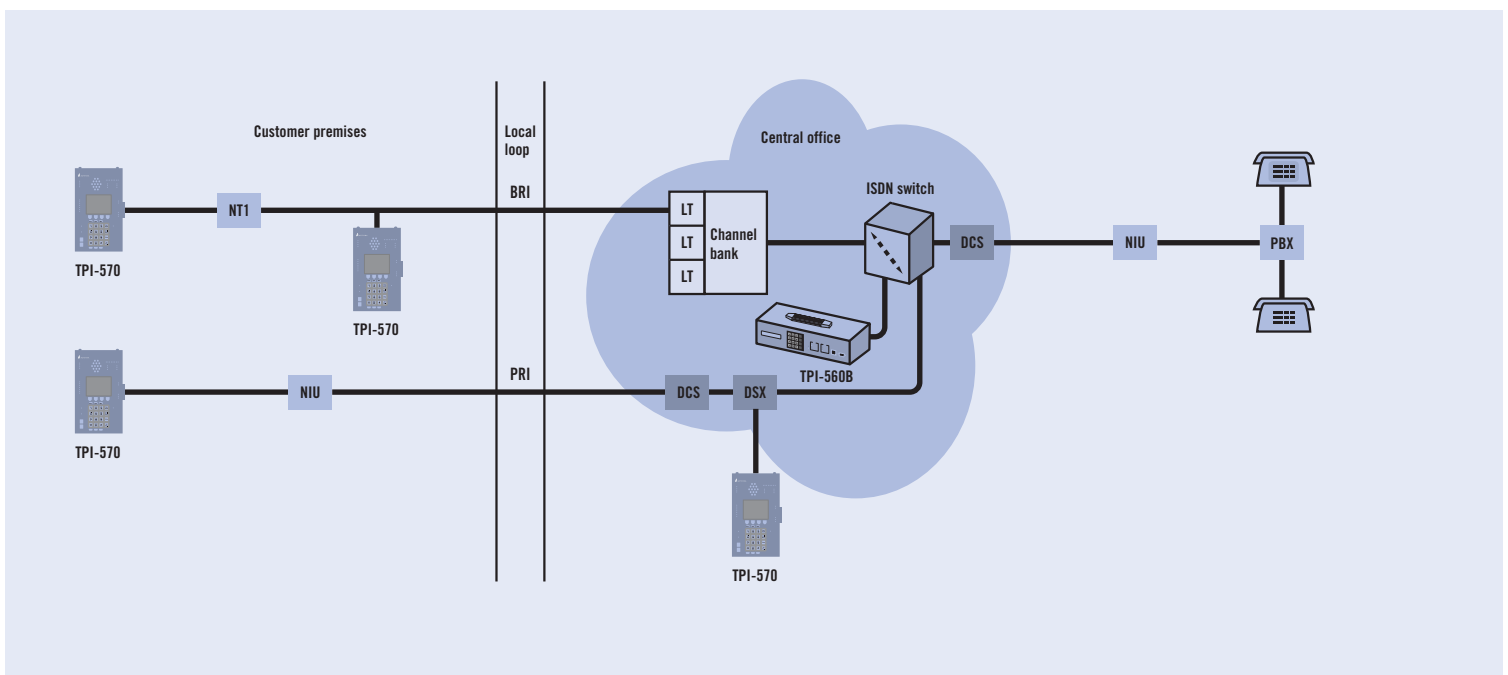 Customer premises
Local
loop
Central office
BRI
ISDN switch
NT1
LT
LT
LT
Channel
bank
DCS
NIU
PBX
TPI-570
TPI-570
TPI-560B
PRI
NIU
DCS
DSX
TPI-570
TPI-570